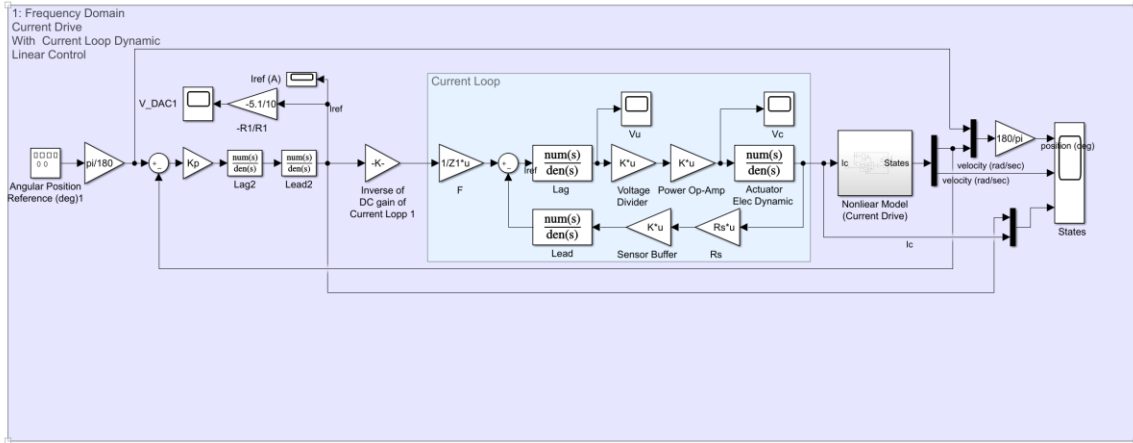 1: Frequency Domain
Current Drive
With Current Loop Dynamic
Linear Control
Iref (A)
V_DAC1
-5.1/10
Iref
-R1/R1
Current Loop
Vu
Vc
Angular Position
Reference (deg)1
pi/180
Kp
num(s)
den(s)
Lag2
num(s)
den(s)
Lead2
-K-
Inverse of
DC gain of
Current Lopp 1
1/Z1*u
F
Iref
num(s)
den(s)
Lag
K*u
Voltage
Divider
K*u
Power Op-Amp
num(s)
den(s)
Actuator
Elec Dynamic
num(s)
den(s)
Lead
K*u
Sensor Buffer
Rs*u
Rs
Ic
States
Nonlear Model
(Current Drive)
velocity (rad/sec)
velocity (rad/sec)
180/pi
position (deg)
Ic
States